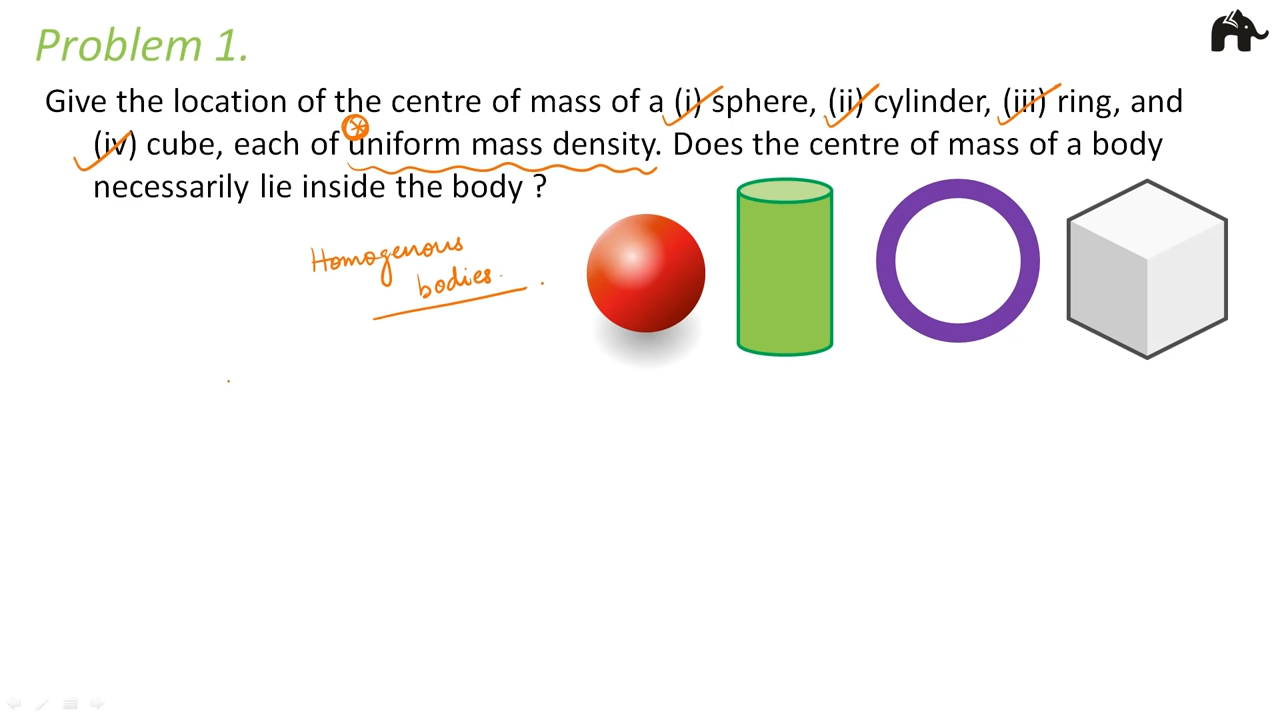 Problem 1.
Give the location of the centre of mass of a (i) sphere, (ii) cylinder, (iii) ring, and
(iv) cube, each of uniform mass density. Does the centre of mass of a body
necessarily lie inside the body ?
Homogenous
bodies.